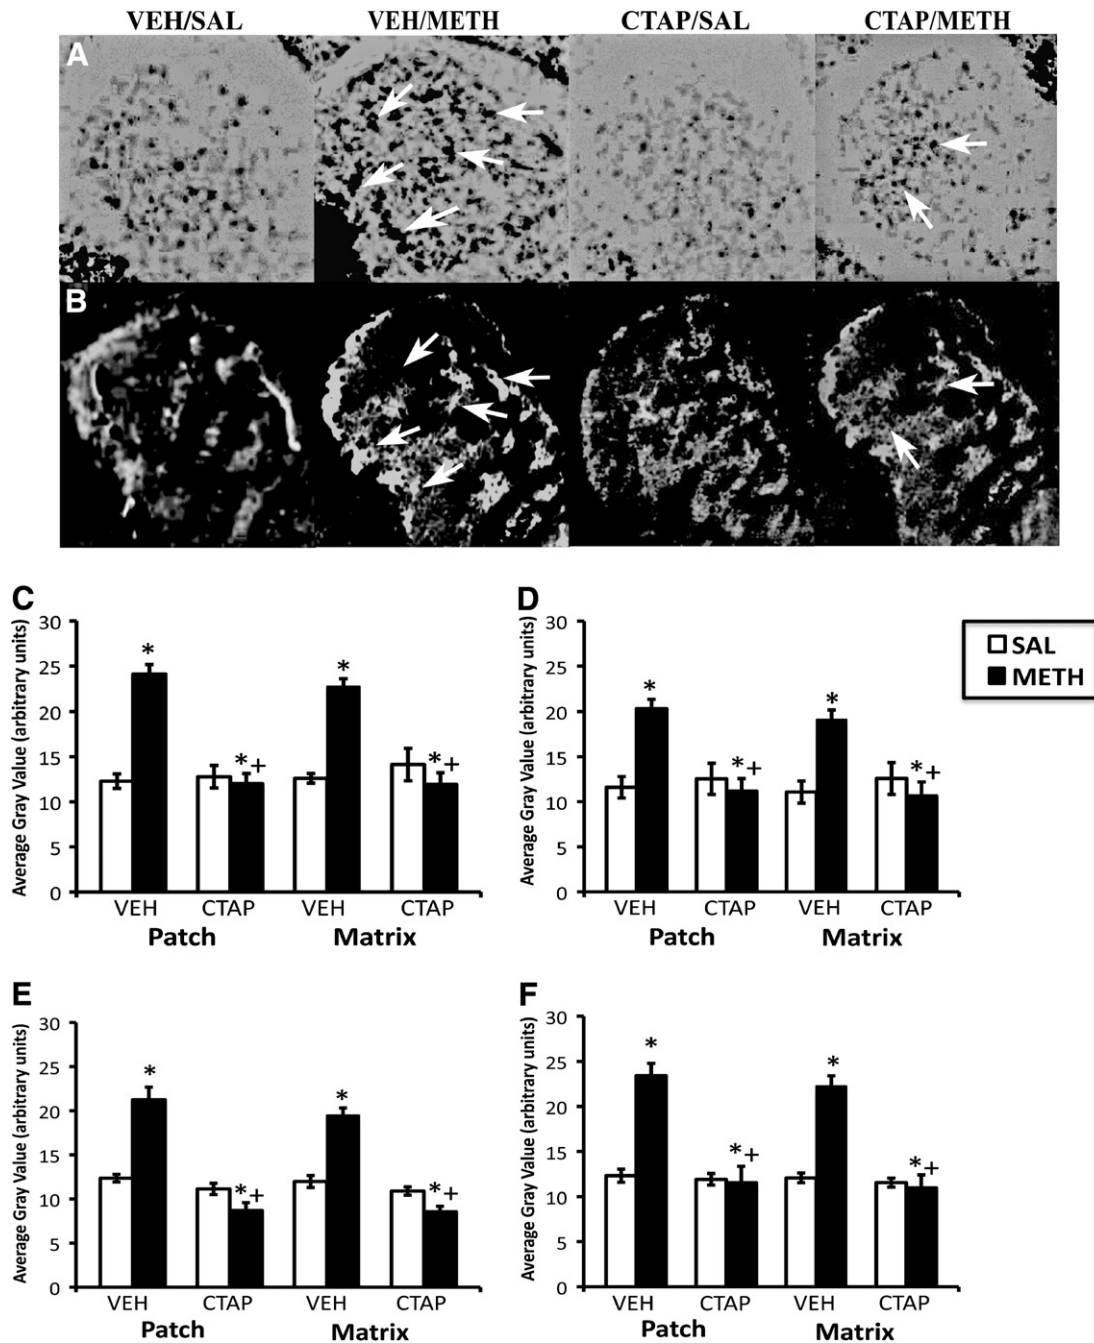 VEH/SAL VEH/METH CTAP/SAL CTAP/METH
A
B
C
Average Gray Value (arbitrary units)
30
25
20
15
10
5
0
*
*+
*
*+
VEH CTAP VEH CTAP
Patch Matrix
D
Average Gray Value (arbitrary units)
30
25
20
15
10
5
0
*
*+
*
*+
VEH CTAP VEH CTAP
Patch Matrix
SAL
METH
E
Average Gray Value (arbitrary units)
30
25
20
15
10
5
0
*
*+
*
*+
VEH CTAP VEH CTAP
Patch Matrix
F
Average Gray Value (arbitrary units)
30
25
20
15
10
5
0
*
*+
*
*+
VEH CTAP VEH CTAP
Patch Matrix